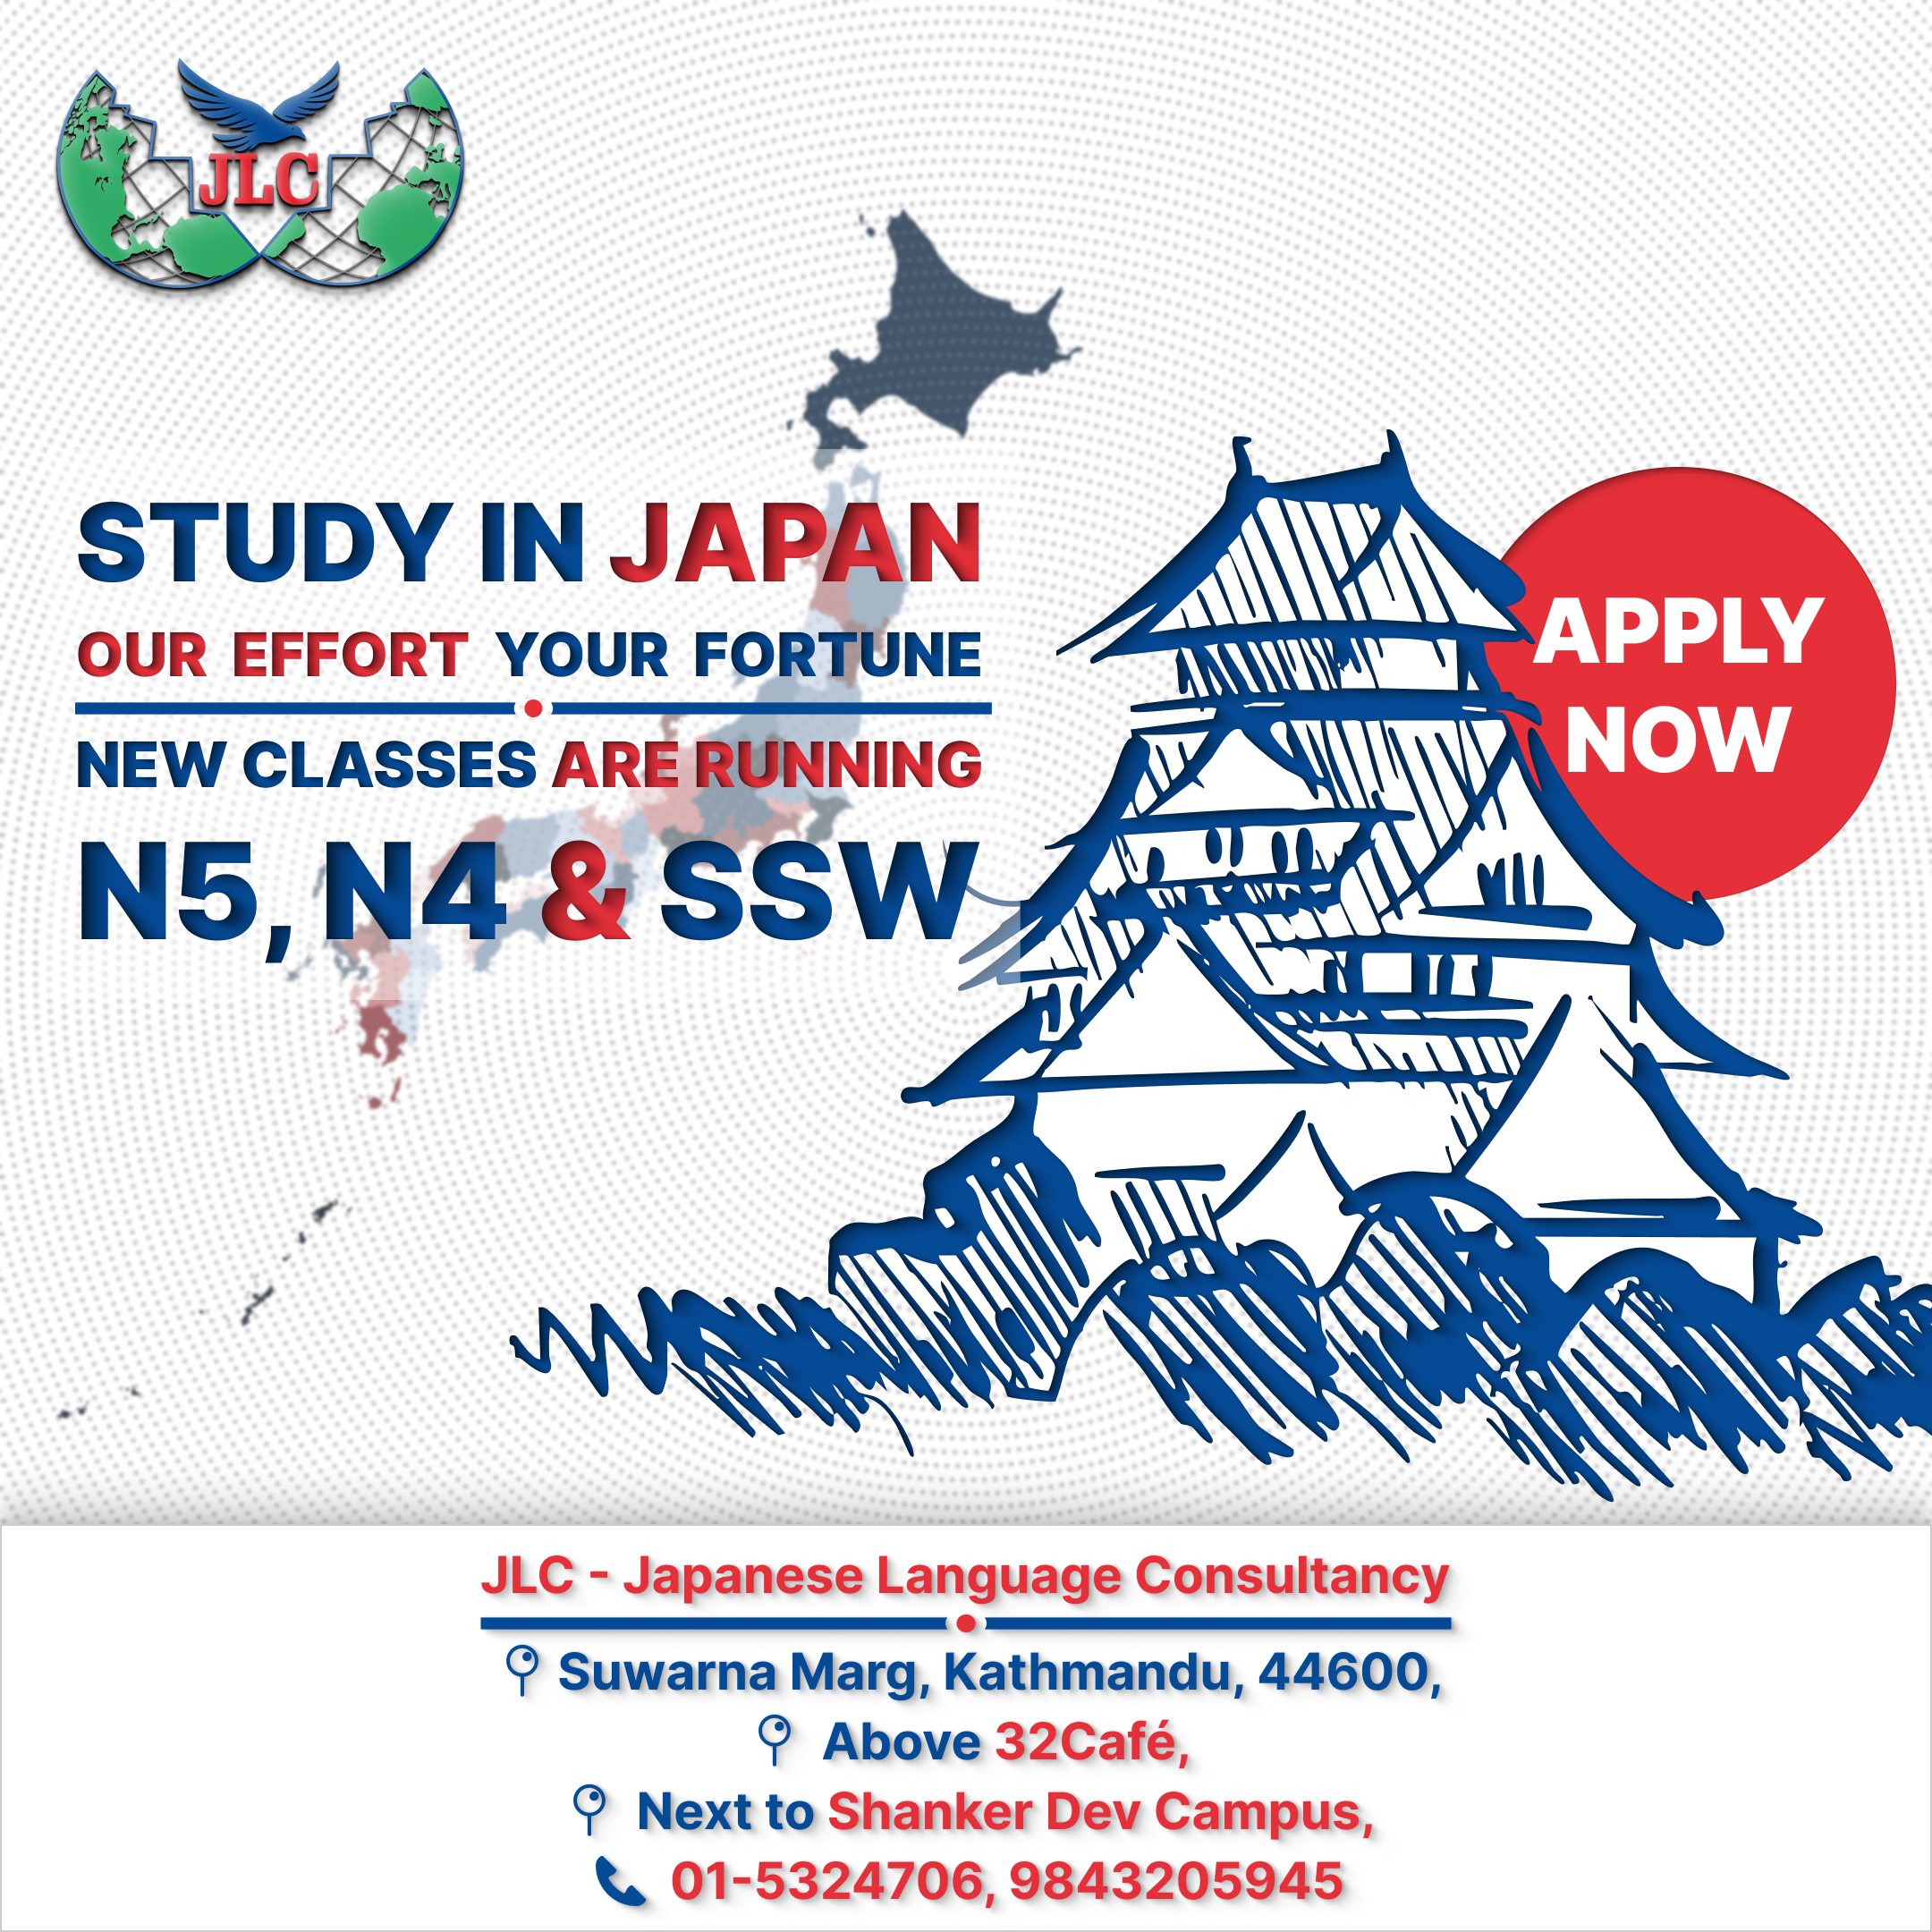 JLC
STUDY IN JAPAN
OUR EFFORT YOUR FORTUNE
NEW CLASSES ARE RUNNING
N5, N4 & SSW
APPLY
NOW
JLC - Japanese Language Consultancy
Suwarna Marg, Kathmandu, 44600,
Above 32Café,
Next to Shanker Dev Campus,
01-5324706, 9843205945